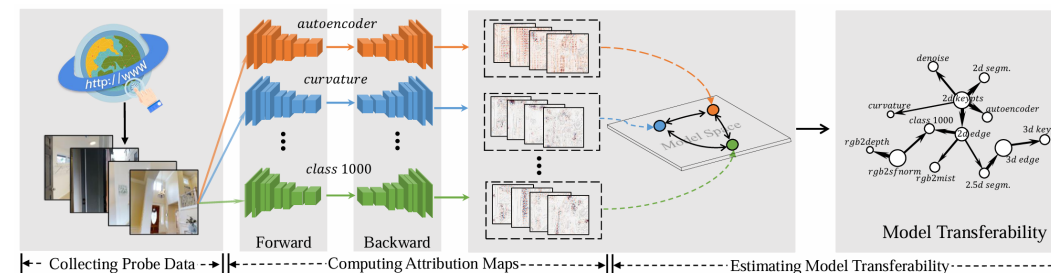 http://www
autoencoder
curvature
class 1000
Forward
Backward
Model Space
denoise
2d segm.
2d keypts
autoencoder
curvature
class 1000
2d edge
3d key
rgb2depth
3d edge
rgb2sfnorm
rgb2mist
2.5d segm.
Model Transferability
Collecting Probe Data
Computing Attribution Maps
Estimating Model Transferability